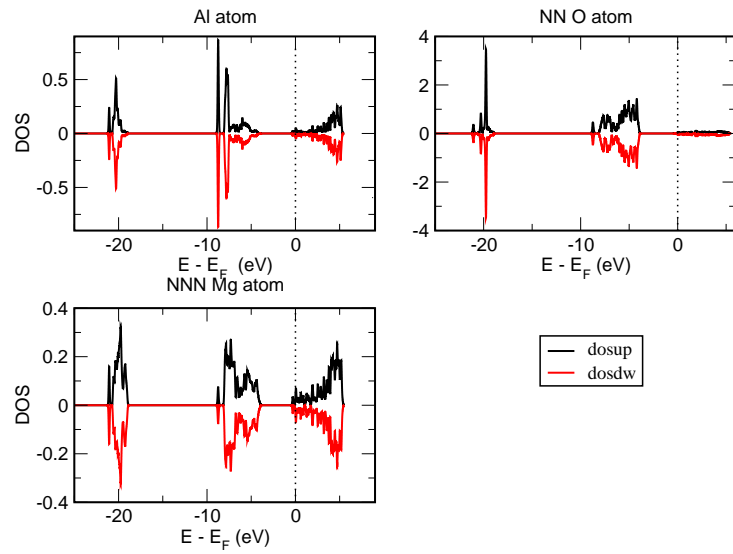 Al atom
NN O atom
DOS
0.5
0
-0.5
-20
-10
0
E - E_F (eV)
4
2
0
-2
-4
-20
-10
0
E - E_F (eV)
NNN Mg atom
DOS
0.4
0.2
0
-0.2
-0.4
-20
-10
0
E - E_F (eV)
dosup
dosdw